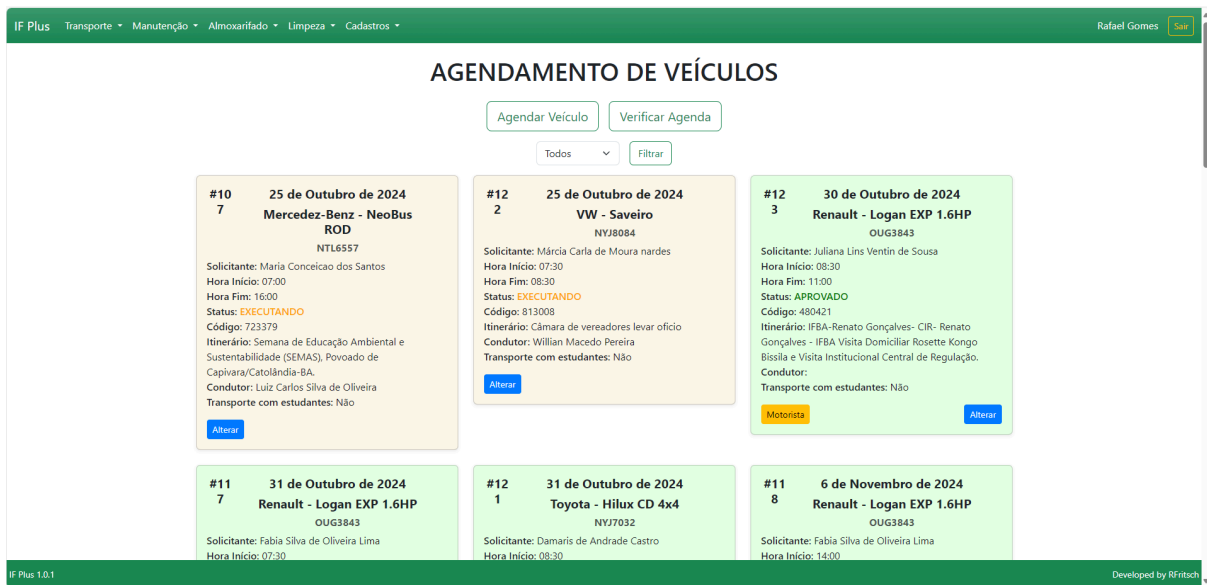 IF Plus Transporte Manutenção Almoxarifado Limpeza Cadastros Rafael Gomes Sair
AGENDAMENTO DE VEÍCULOS
Agendar Veículo Verificar Agenda
Todos Filtrar
#10
7
25 de Outubro de 2024
Mercedez-Benz - NeoBus
ROD
NTL6557
Solicitante: Maria Conceicao dos Santos
Hora Início: 07:00
Hora Fim: 16:00
Status: EXECUTANDO
Código: 723379
Itinerário: Semana de Educação Ambiental e
Sustentabilidade (SEMAS), Povoado de
Capivara/Catolândia-BA.
Condutor: Luiz Carlos Silva de Oliveira
Transporte com estudantes: Não
Alterar
#12
2
25 de Outubro de 2024
VW - Saveiro
NYJ8084
Solicitante: Márcia Carla de Moura nardes
Hora Início: 07:30
Hora Fim: 08:30
Status: EXECUTANDO
Código: 813008
Itinerário: Câmara de vereadores levar oficio
Condutor: Willian Macedo Pereira
Transporte com estudantes: Não
Alterar
#12
3
30 de Outubro de 2024
Renault - Logan EXP 1.6HP
OUG3843
Solicitante: Juliana Lins Ventin de Sousa
Hora Início: 08:30
Hora Fim: 11:00
Status: APROVADO
Código: 480421
Itinerário: IFBA-Renato Gonçalves- CIR- Renato
Gonçalves - IFBA Visita Domiciliar Rosette Kongo
Bissila e Visita Institucional Central de Regulação.
Condutor:
Transporte com estudantes: Não
Motorista Alterar
#11
7
31 de Outubro de 2024
Renault - Logan EXP 1.6HP
OUG3843
Solicitante: Fabia Silva de Oliveira Lima
Hora Início: 07:30
#12
1
31 de Outubro de 2024
Toyota - Hilux CD 4x4
NYJ7032
Solicitante: Damaris de Andrade Castro
Hora Início: 08:30
#11
8
6 de Novembro de 2024
Renault - Logan EXP 1.6HP
OUG3843
Solicitante: Fabia Silva de Oliveira Lima
Hora Início: 14:00
IF Plus 1.0.1 Developed by RFritsch